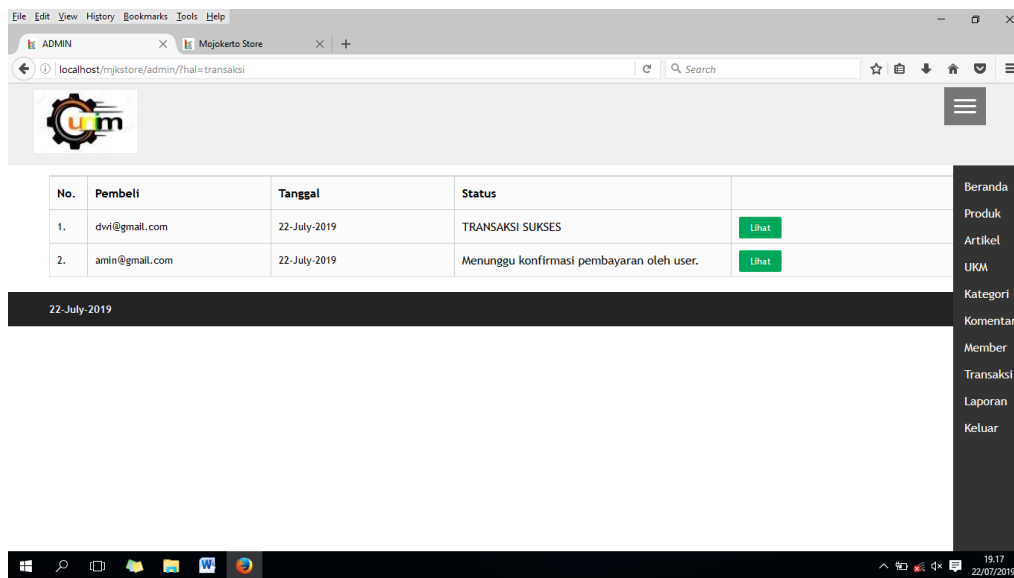 File Edit View History Bookmarks Tools Help
ADMIN
Mojokerto Store
localhost/mjkstore/admin/?hal=transaksi
Search
urim
No. Pembeli Tanggal Status
1. dwi@gmail.com 22-July-2019 TRANSAKSI SUKSES Lihat
2. amin@gmail.com 22-July-2019 Menunggu konfirmasi pembayaran oleh user. Lihat
22-July-2019
Beranda
Produk
Artikel
UKM
Kategori
Komentar
Member
Transaksi
Laporan
Keluar
19.17
22/07/2019